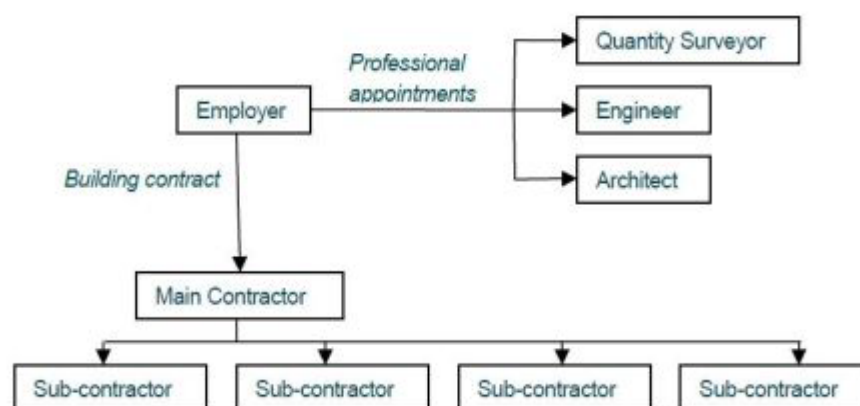 Quantity Surveyor
Professional
appointments
Employer
Engineer
Building contract
Architect
Main Contractor
Sub-contractor
Sub-contractor
Sub-contractor
Sub-contractor